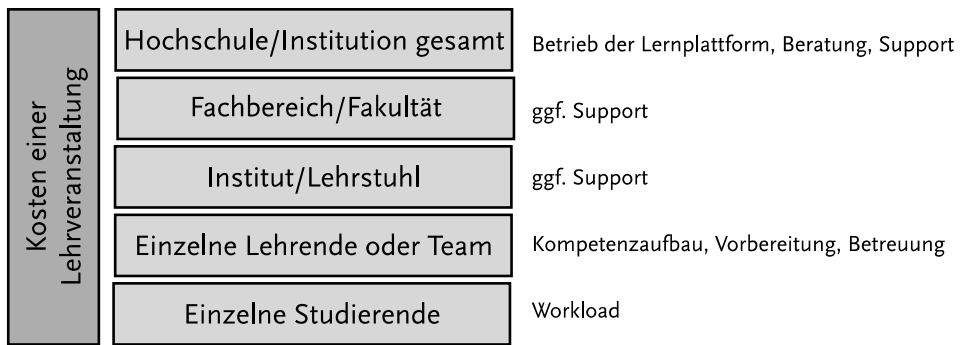 Kosten einer
Lehrveranstaltung
Hochschule/Institution gesamt
Betrieb der Lernplattform, Beratung, Support
Fachbereich/Fakultät
ggf. Support
Institut/Lehrstuhl
ggf. Support
Einzelne Lehrende oder Team
Kompetenzaufbau, Vorbereitung, Betreuung
Einzelne Studierende
Workload